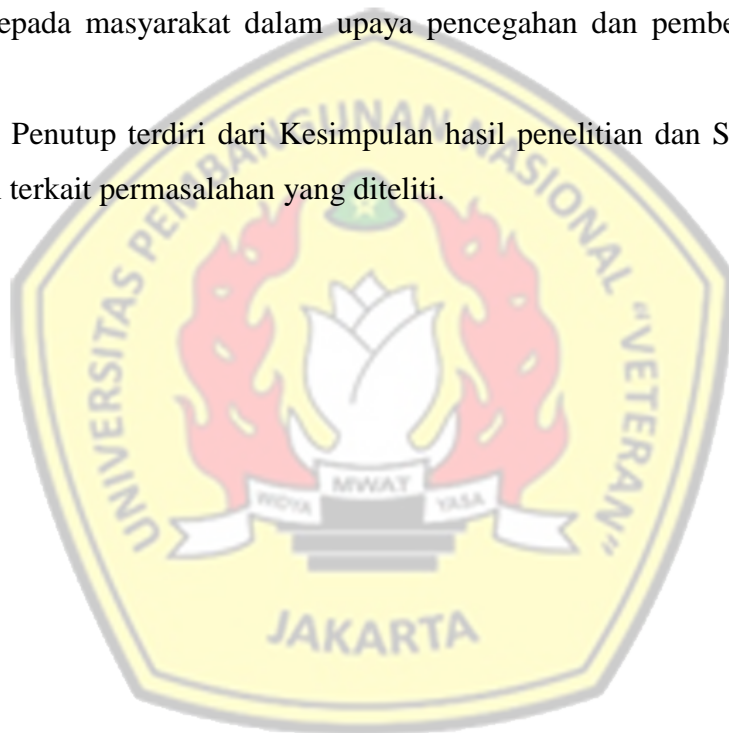 epada masyarakat dalam upaya pencegahan dan pembe
Penutup terdiri dari Kesimpulan hasil penelitian dan S
terkait permasalahan yang diteliti.
UNIVERSITAS PEMBANGUNAN NASIONAL "VETERAN"
WIDYA MWAT YASA
JAKARTA